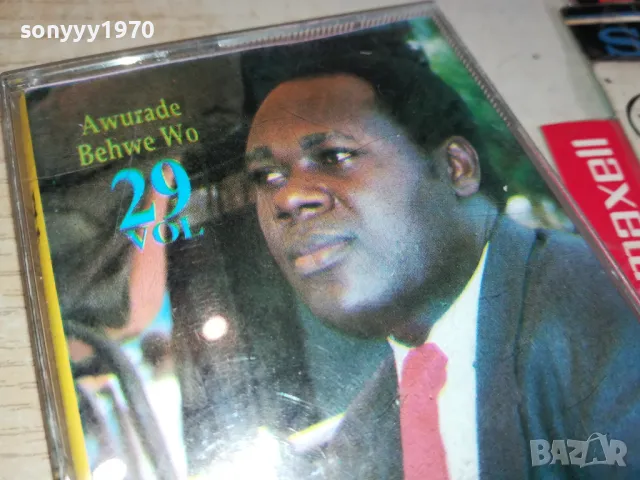 sonyyy1970
Awurade
Behwe Wo
29
VOL
maxell
BAZAR